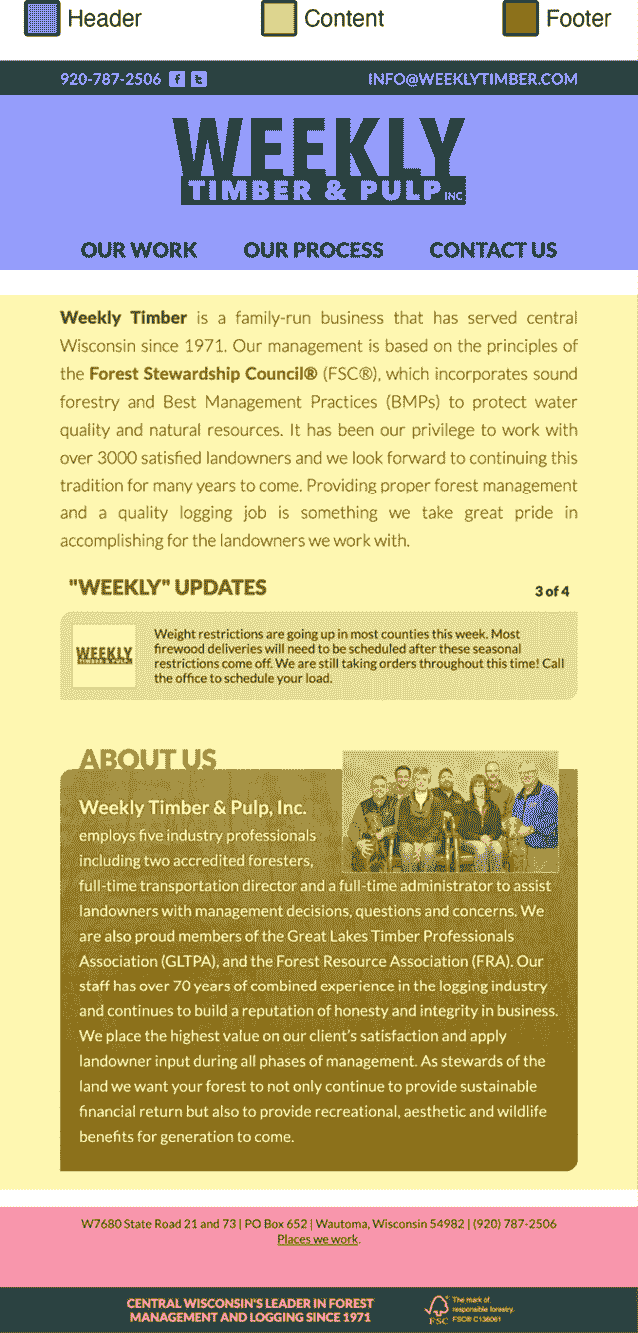 Header Content Footer
920-787-2506 INFO@WEEKLYTIMBER.COM
WEEKLY
TIMBER & PULP INC
OUR WORK OUR PROCESS CONTACT US
Weekly Timber is a family-run business that has served central
Wisconsin since 1971. Our management is based on the principles of
the Forest Stewardship Council® (FSC®), which incorporates sound
forestry and Best Management Practices (BMPs) to protect water
quality and natural resources. It has been our privilege to work with
over 3000 satisfied landowners and we look forward to continuing this
tradition for many years to come. Providing proper forest management
and a quality logging job is something we take great pride in
accomplishing for the landowners we work with.
"WEEKLY" UPDATES 3 of 4
WEEKLY
TIMBER & PULP
Weight restrictions are going up in most counties this week. Most
firewood deliveries will need to be scheduled after these seasonal
restrictions come off. We are still taking orders throughout this time! Call
the office to schedule your load.
ABOUT US
Weekly Timber & Pulp, Inc.
employs five industry professionals
including two accredited foresters,
full-time transportation director and a full-time administrator to assist
landowners with management decisions, questions and concerns. We
are also proud members of the Great Lakes Timber Professionals
Association (GLTPA), and the Forest Resource Association (FRA). Our
staff has over 70 years of combined experience in the logging industry
and continues to build a reputation of honesty and integrity in business.
We place the highest value on our client's satisfaction and apply
landowner input during all phases of management. As stewards of the
land we want your forest to not only continue to provide sustainable
financial return but also to provide recreational, aesthetic and wildlife
benefits for generation to come.
W7680 State Road 21 and 73 | PO Box 652 | Wautoma, Wisconsin 54982 | (920) 787-2506
Places we work.
CENTRAL WISCONSIN'S LEADER IN FOREST
MANAGEMENT AND LOGGING SINCE 1971
FSC
The mark of
responsible forestry.
FSC® C136061